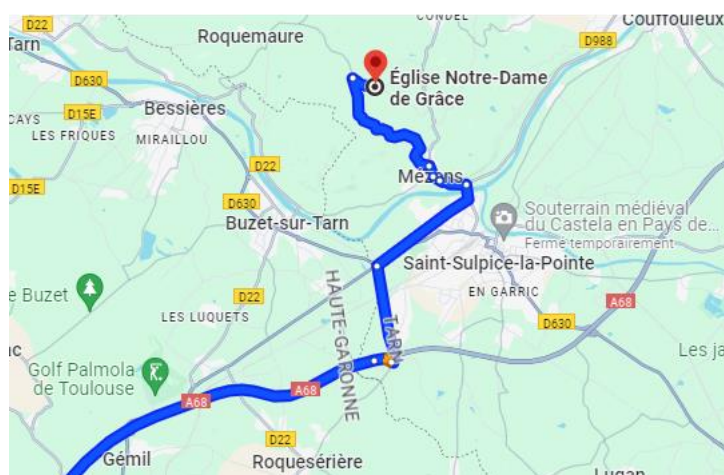 CONDEL
Couffouleux
Tarn
Roquemaure
D988
D630
Église Notre-Dame
de Grâce
Bessières
CAYS
D15E
LES FRIQUES
MIRAILLOU
D22
D15E
Mézens
D630
Buzet-sur-Tarn
Souterrain médiéval
du Castela en Pays de...
Fermé temporairement
Saint-Sulpice-la-Pointe
e Buzet
D22
HAUTE-GARONNE
TARN
EN GARRIC
A68
LES LUQUETS
D630
Les ja
Golf Palmola
de Toulouse
A68
A68
D22
Gémil
Roquesérière
Lugan